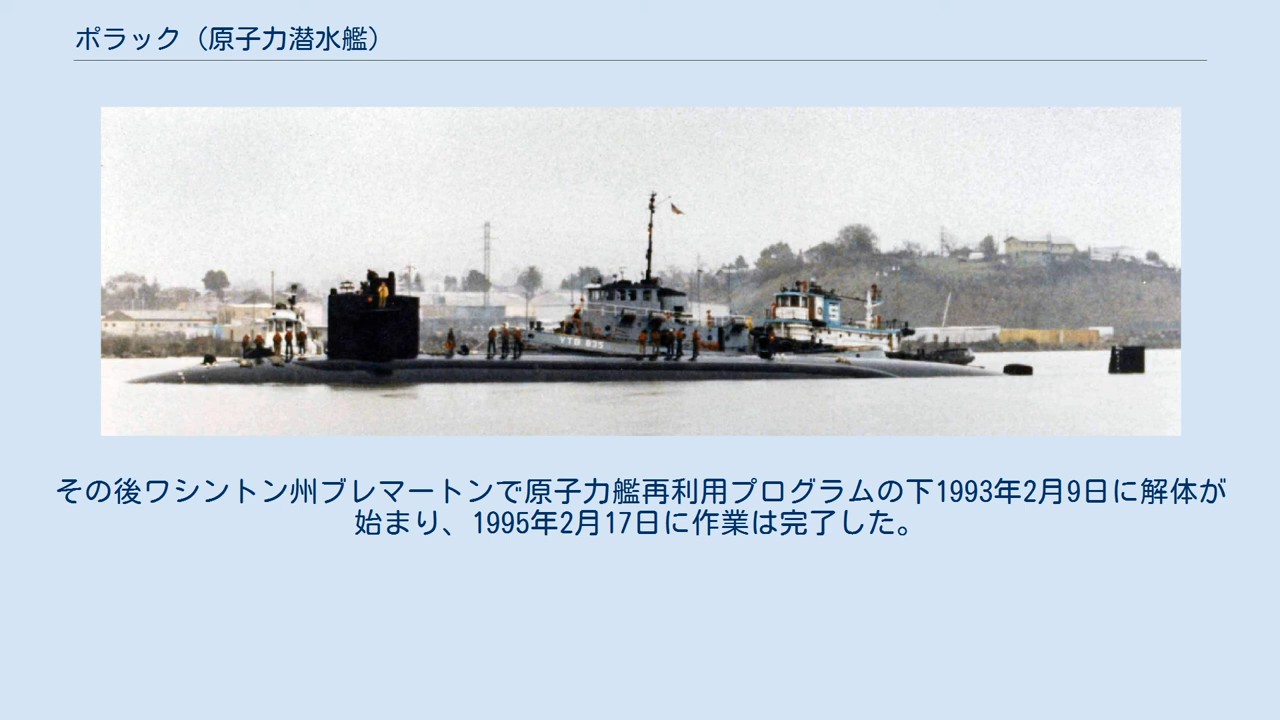 ポラック（原子力潜水艦）
YTB 835
S
その後ワシントン州ブレマートンで原子力艦再利用プログラムの下1993年2月9日に解体が
始まり、1995年2月17日に作業は完了した。